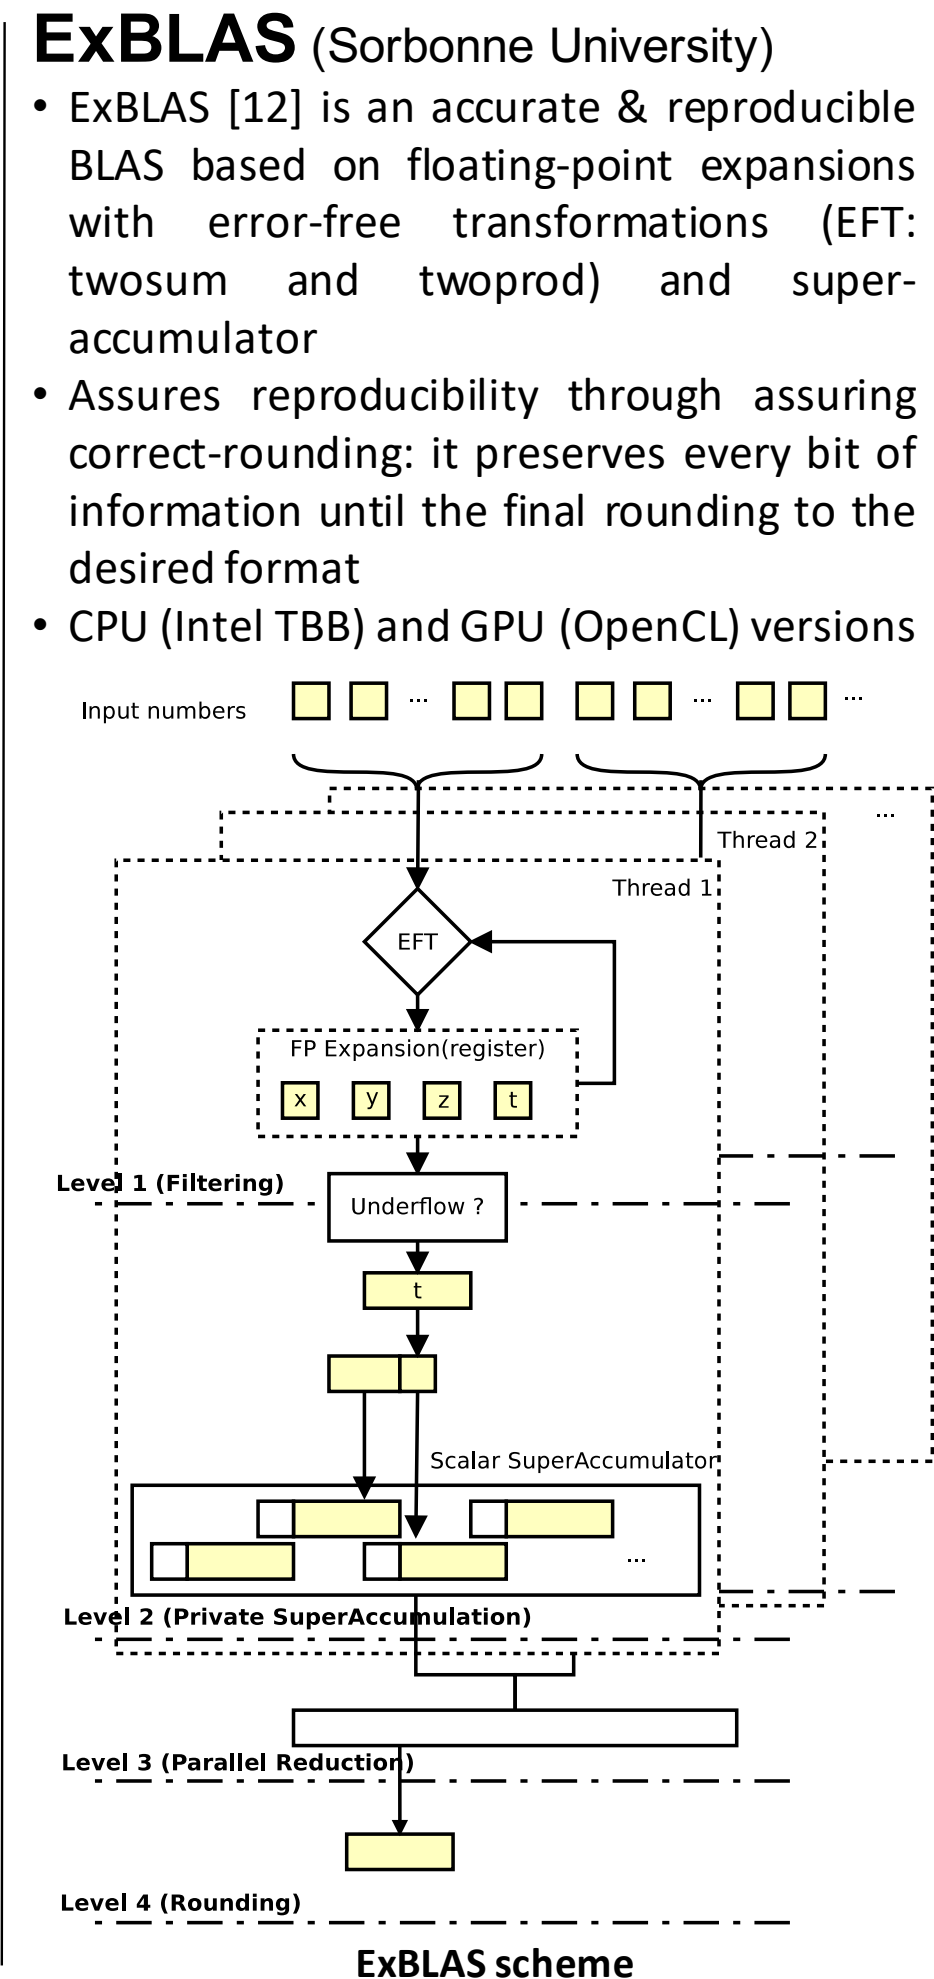 ExBLAS (Sorbonne University)
• ExBLAS [12] is an accurate & reproducible
BLAS based on floating-point expansions
with error-free transformations (EFT:
twosum and twoprod) and super-
accumulator
• Assures reproducibility through assuring
correct-rounding: it preserves every bit of
information until the final rounding to the
desired format
• CPU (Intel TBB) and GPU (OpenCL) versions
Input numbers ... ... ...
...
Thread 2
Thread 1
EFT
FP Expansion(register)
x y z t
Level 1 (Filtering)
Underflow ?
t
Scalar SuperAccumulator
...
Level 2 (Private SuperAccumulation)
Level 3 (Parallel Reduction)
Level 4 (Rounding)
ExBLAS scheme